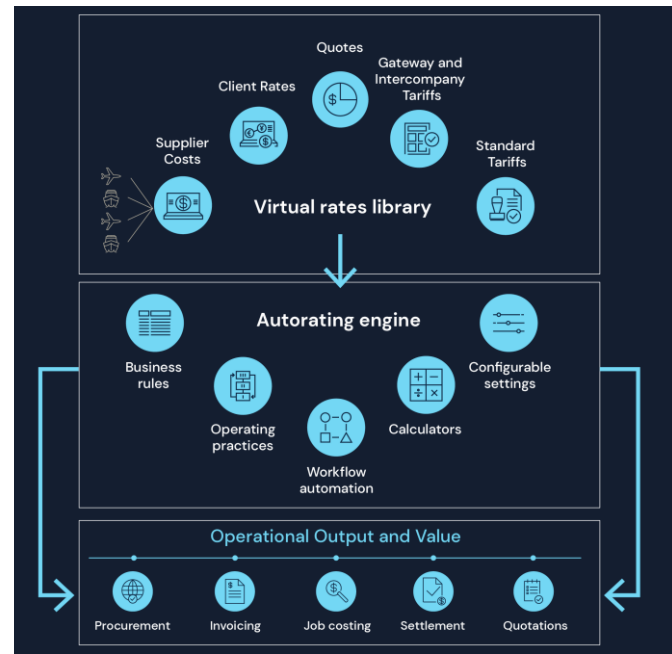 Quotes
Gateway and
Intercompany
Tariffs
Client Rates
Supplier
Costs
Standard
Tariffs
Virtual rates library
Autorating engine
Business
rules
Configurable
settings
Operating
practices
Calculators
Workflow
automation
Operational Output and Value
Procurement
Invoicing
Job costing
Settlement
Quotations